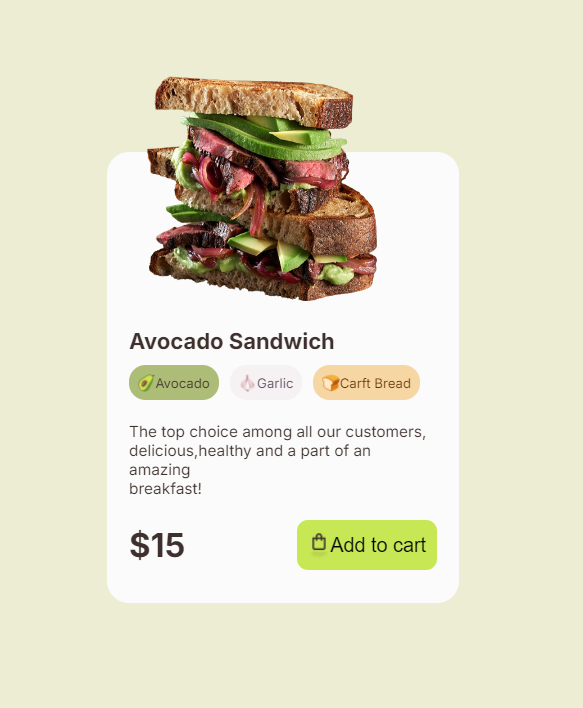 Avocado Sandwich
Avocado Garlic Carft Bread
The top choice among all our customers,
delicious,healthy and a part of an
amazing
breakfast!
$15 Add to cart